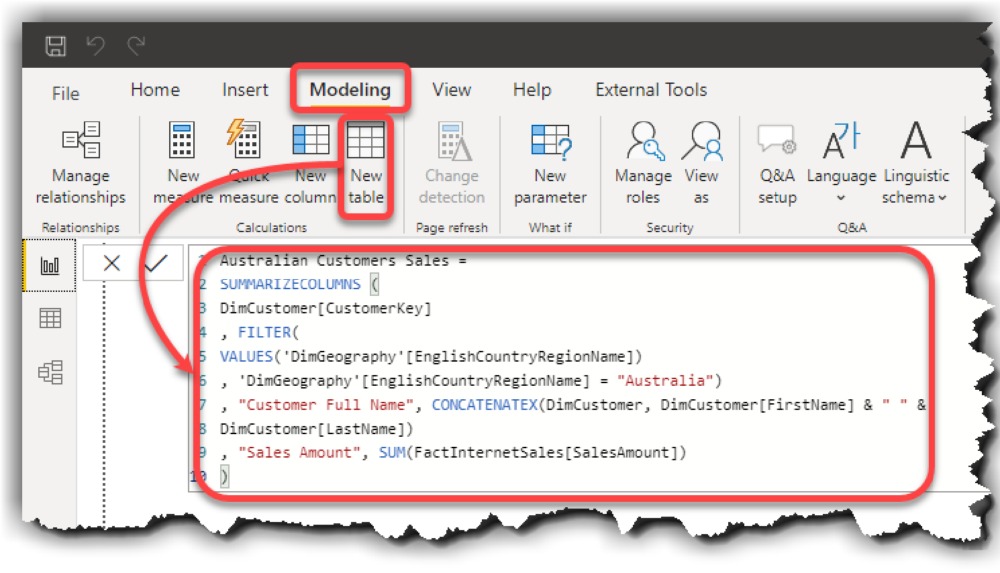 File Home Insert Modeling View Help External Tools
Manage relationships
New measure
Quick measure
New column
New table
Change detection
New parameter
Manage roles
View as
Q&A setup
Language
Linguistic schema
Relationships
Calculations
Page refresh
What if
Security
Q&A
1 Australian Customers Sales =
2 SUMMARIZECOLUMNS (
3 DimCustomer[CustomerKey]
4 , FILTER(
5 VALUES('DimGeography'[EnglishCountryRegionName])
6 , 'DimGeography'[EnglishCountryRegionName] = "Australia")
7 , "Customer Full Name", CONCATENATEX(DimCustomer, DimCustomer[FirstName] & " " &
8 DimCustomer[LastName])
9 , "Sales Amount", SUM(FactInternetSales[SalesAmount])
10 )